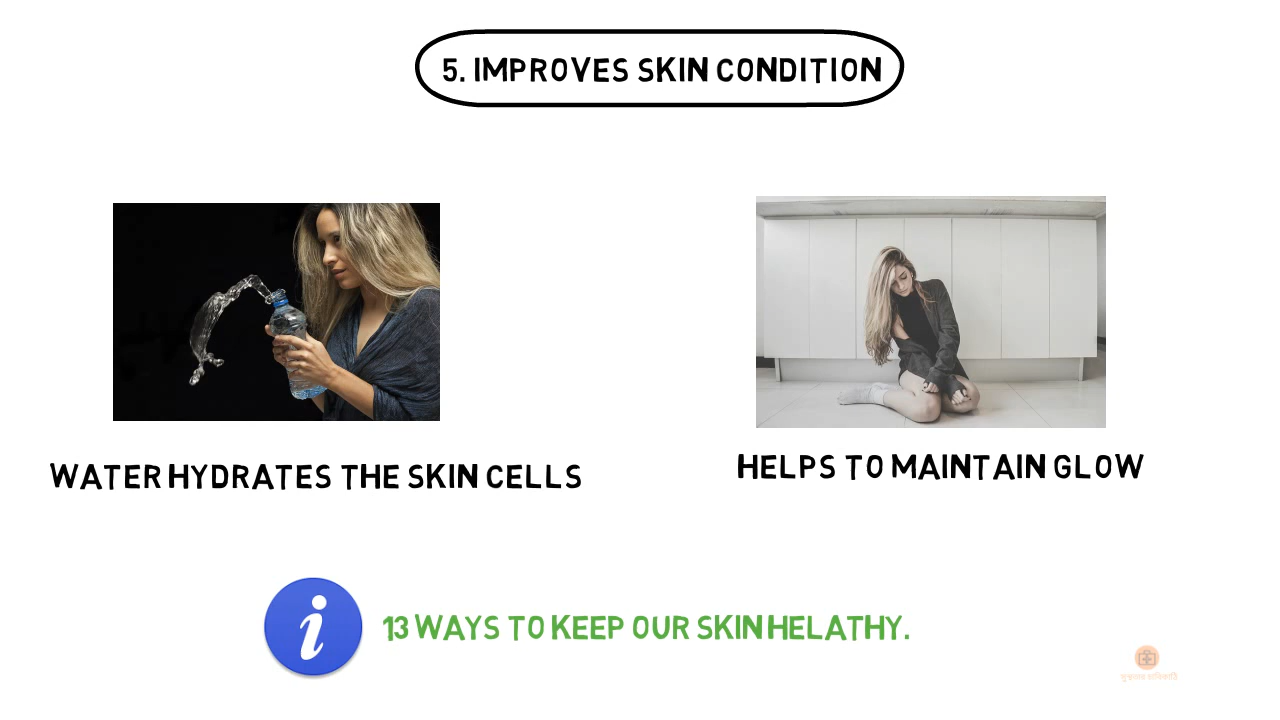 5. IMPROVES SKIN CONDITION
WATER HYDRATES THE SKIN CELLS
HELPS TO MAINTAIN GLOW
13 WAYS TO KEEP OUR SKIN HELATHY.